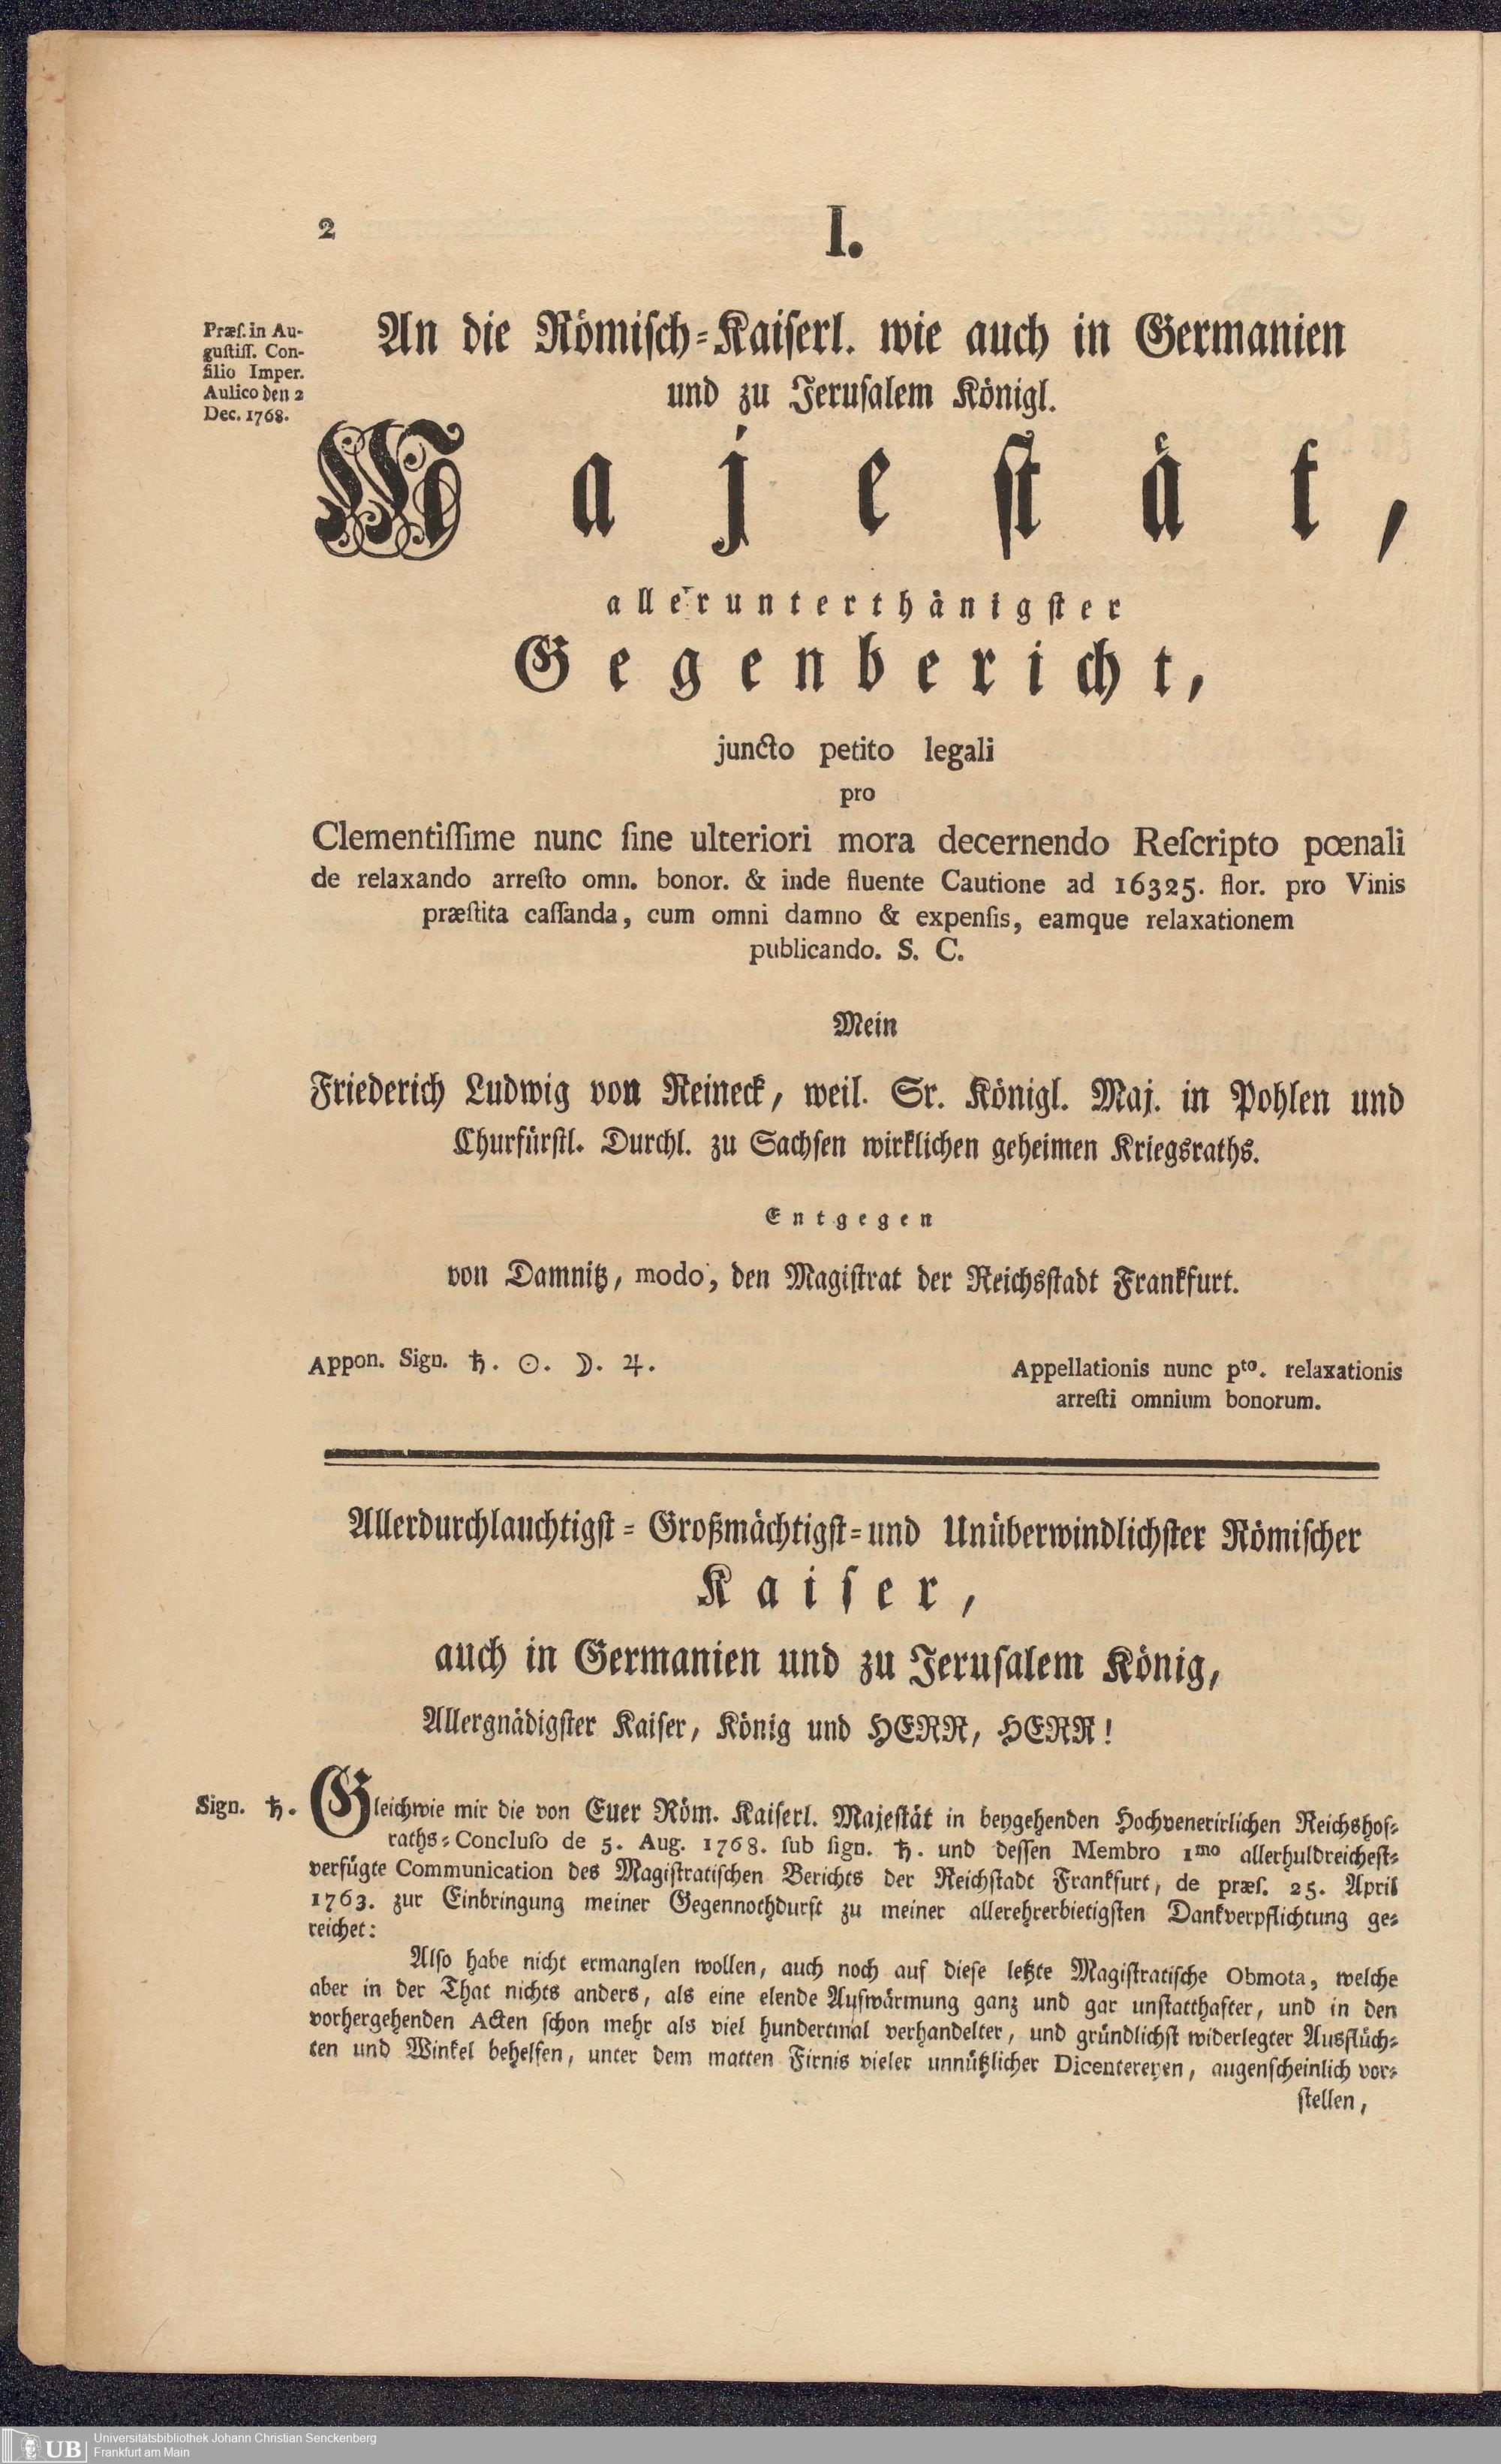 2
I.
Præſ. in Au-
guſtiſſ. Con-
ſilio Imper.
Aulico den 2
Dec. 1768.
An die Römiſch-Kaiſerl. wie auch in Germanien
und zu Jeruſalem Königl.
Majeſtåt,
allerunterthånigſter
Gegenbericht,
juncto petito legali
pro
Clementiſſime nunc ſine ulteriori mora decernendo Reſcripto pœnali
de relaxando arreſto omn. bonor. & inde fluente Cautione ad 16325. flor. pro Vinis
præſtita caſſanda, cum omni damno & expenſis, eamque relaxationem
publicando. S. C.
Mein
Friederich Ludwig von Reineck, weil. Sr. Königl. Maj. in Pohlen und
Churfürſtl. Durchl. zu Sachſen wirklichen geheimen Kriegsraths.
Entgegen
von Damnitz, modo, den Magiſtrat der Reichsſtadt Frankfurt.
Appon. Sign. ♄. ☉. ☽. ♃.
Appellationis nunc pto. relaxationis
arreſti omnium bonorum.
Allerdurchlauchtigſt-Großmächtigſt-und Unüberwindlichſter Römiſcher
Kaiſer,
auch in Germanien und zu Jeruſalem König,
Allergnädigſter Kaiſer, König und HERR, HERR!
Sign. ♄.
Gleichwie mir die von Euer Röm. Kaiſerl. Majeſtät in beygehenden Hochvenerirlichen Reichshof-
raths-Concluſo de 5. Aug. 1768. ſub ſign. ♄. und deſſen Membro 1mo allerhuldreicheſt-
verfügte Communication des Magiſtratiſchen Berichts der Reichſtadt Frankfurt, de præſ. 25. April
1763. zur Einbringung meiner Gegennothdurft zu meiner allerehrerbietigſten Dankverpflichtung ge-
reichet:
Alſo habe nicht ermanglen wollen, auch noch auf dieſe letzte Magiſtratiſche Obmota, welche
aber in der That nichts anders, als eine elende Aufwärmung ganz und gar unſtatthafter, und in den
vorhergehenden Acten ſchon mehr als viel hundertmal verhandelter, und gründlichſt widerlegter Ausflüch-
ten und Winkel behelfen, unter dem matten Firnis vieler unnützlicher Dicentereyen, augenſcheinlich vor-
ſtellen,
UB
Universitätsbibliothek Johann Christian Senckenberg
Frankfurt am Main